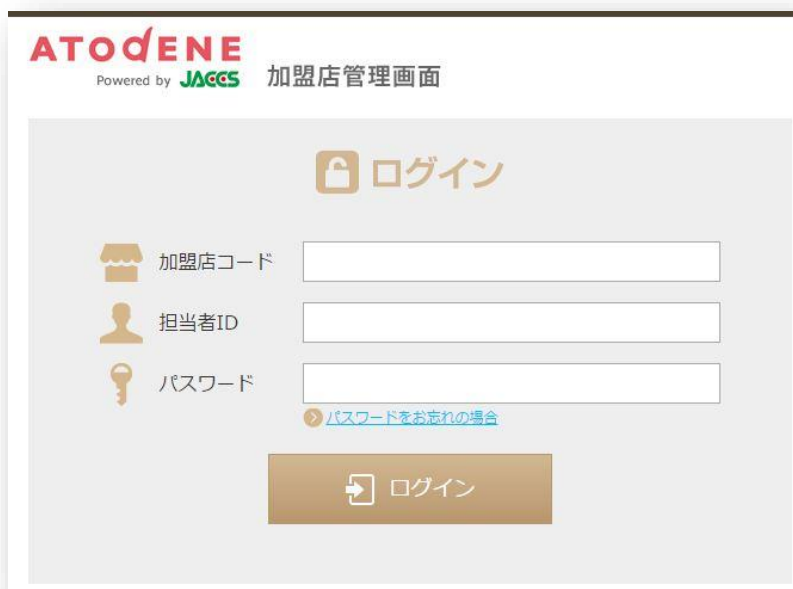 ATODENE
Powered by JACCS 加盟店管理画面
ログイン
加盟店コード
担当者ID
パスワード
パスワードをお忘れの場合
ログイン